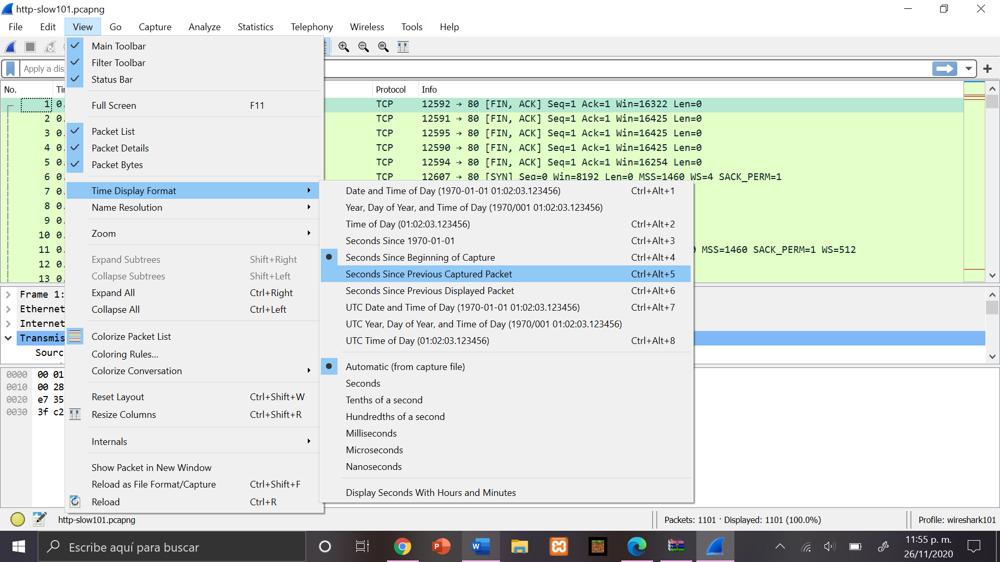 http-slow101.pcapng
File Edit View Go Capture Analyze Statistics Telephony Wireless Tools Help
Apply a dis
No. Ti Protocol Info
1 0. TCP 12592 → 80 [FIN, ACK] Seq=1 Ack=1 Win=16322 Len=0
2 0. TCP 12591 → 80 [FIN, ACK] Seq=1 Ack=1 Win=16425 Len=0
3 0. TCP 12595 → 80 [FIN, ACK] Seq=1 Ack=1 Win=16425 Len=0
4 0. TCP 12590 → 80 [FIN, ACK] Seq=1 Ack=1 Win=16425 Len=0
5 0. TCP 12594 → 80 [FIN, ACK] Seq=1 Ack=1 Win=16254 Len=0
6 0. TCP 12607 → 80 [SYN] Seq=0 Win=8192 Len=0 MSS=1460 WS=4 SACK_PERM=1
7 0.
8 0.
9 0.
10 0.
11 0. MSS=1460 SACK_PERM=1 WS=512
12 0.
13 0.
Main Toolbar
Filter Toolbar
Status Bar
Full Screen F11
Packet List
Packet Details
Packet Bytes
Time Display Format
Name Resolution
Zoom
Expand Subtrees Shift+Right
Collapse Subtrees Shift+Left
Expand All Ctrl+Right
Collapse All Ctrl+Left
Colorize Packet List
Coloring Rules...
Colorize Conversation
Reset Layout Ctrl+Shift+W
Resize Columns Ctrl+Shift+R
Internals
Show Packet in New Window
Reload as File Format/Capture Ctrl+Shift+F
Reload Ctrl+R
Date and Time of Day (1970-01-01 01:02:03.123456) Ctrl+Alt+1
Year, Day of Year, and Time of Day (1970/001 01:02:03.123456)
Time of Day (01:02:03.123456) Ctrl+Alt+2
Seconds Since 1970-01-01 Ctrl+Alt+3
Seconds Since Beginning of Capture Ctrl+Alt+4
Seconds Since Previous Captured Packet Ctrl+Alt+5
Seconds Since Previous Displayed Packet Ctrl+Alt+6
UTC Date and Time of Day (1970-01-01 01:02:03.123456) Ctrl+Alt+7
UTC Year, Day of Year, and Time of Day (1970/001 01:02:03.123456)
UTC Time of Day (01:02:03.123456) Ctrl+Alt+8
Automatic (from capture file)
Seconds
Tenths of a second
Hundredths of a second
Milliseconds
Microseconds
Nanoseconds
Display Seconds With Hours and Minutes
Frame 1:
Ethernet
Internet
Transmis
Sourc
0000 00 01
0010 00 28
0020 e7 35
0030 3f c2
http-slow101.pcapng Packets: 1101 · Displayed: 1101 (100.0%) Profile: wireshark101
Escribe aquí para buscar
11:55 p. m.
26/11/2020